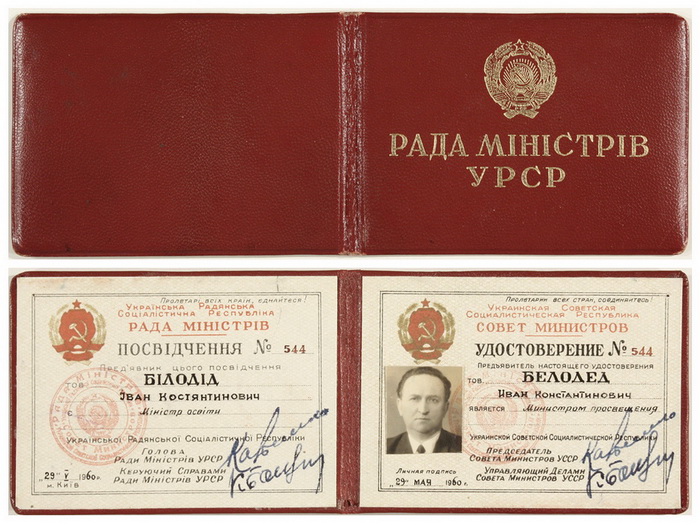 РАДА МІНІСТРІВ
УРСР
Пролетарі всіх країн, єднайтеся!
Українська Радянська
Соціалістична Республіка
РАДА МІНІСТРІВ
ПОСВІДЧЕННЯ № 544
Пред'явник цього посвідчення
тов. БІЛОДІД
Іван Костянтинович
є Міністр освіти
Української Радянської Соціалістичної Республіки
Голова
Ради Міністрів УРСР
Керуючий Справами
Ради Міністрів УРСР
"29" V 1960 г.
м. Київ
Пролетарии всех стран, соединяйтесь!
Украинская Советская
Социалистическая Республика
СОВЕТ МИНИСТРОВ
УДОСТОВЕРЕНИЕ № 544
Предъявитель настоящего удостоверения
тов. БЕЛОДЕД
Иван Константинович
является Министром просвещения
Украинской Советской Социалистической Республики
Председатель
Совета Министров УССР
Управляющий Делами
Совета Министров УССР
Личная подпись
"29" мая 1960 г.